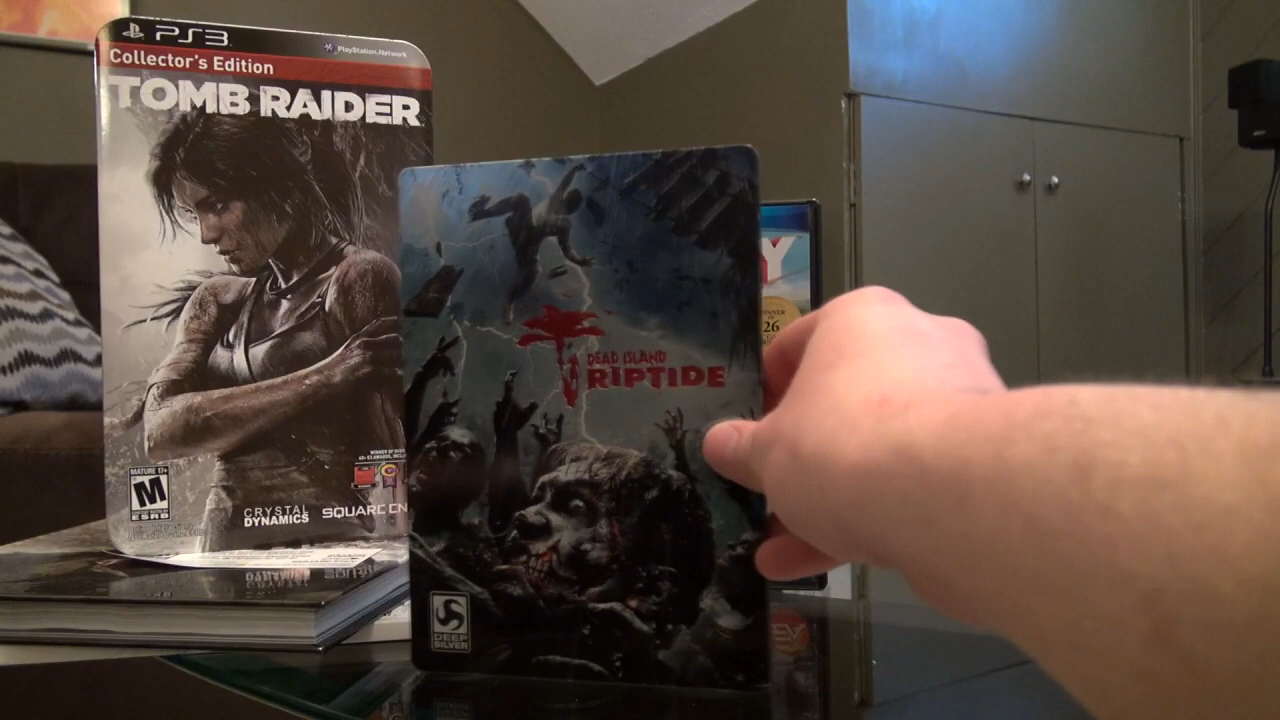 PS3
PlayStation Network
Collector's Edition
TOMB RAIDER
MATURE 17+
M
ESRB
CRYSTAL
DYNAMICS
SQUARE EN
DEAD ISLAND
RIPTIDE
DEEP
SILVER
Y
26